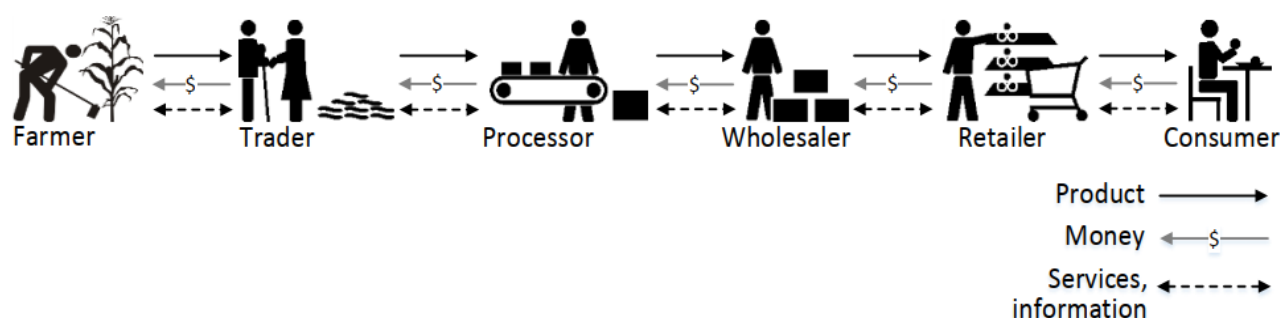 $ $ $ $ $
Farmer Trader Processor Wholesaler Retailer Consumer
Product
Money $
Services,
information